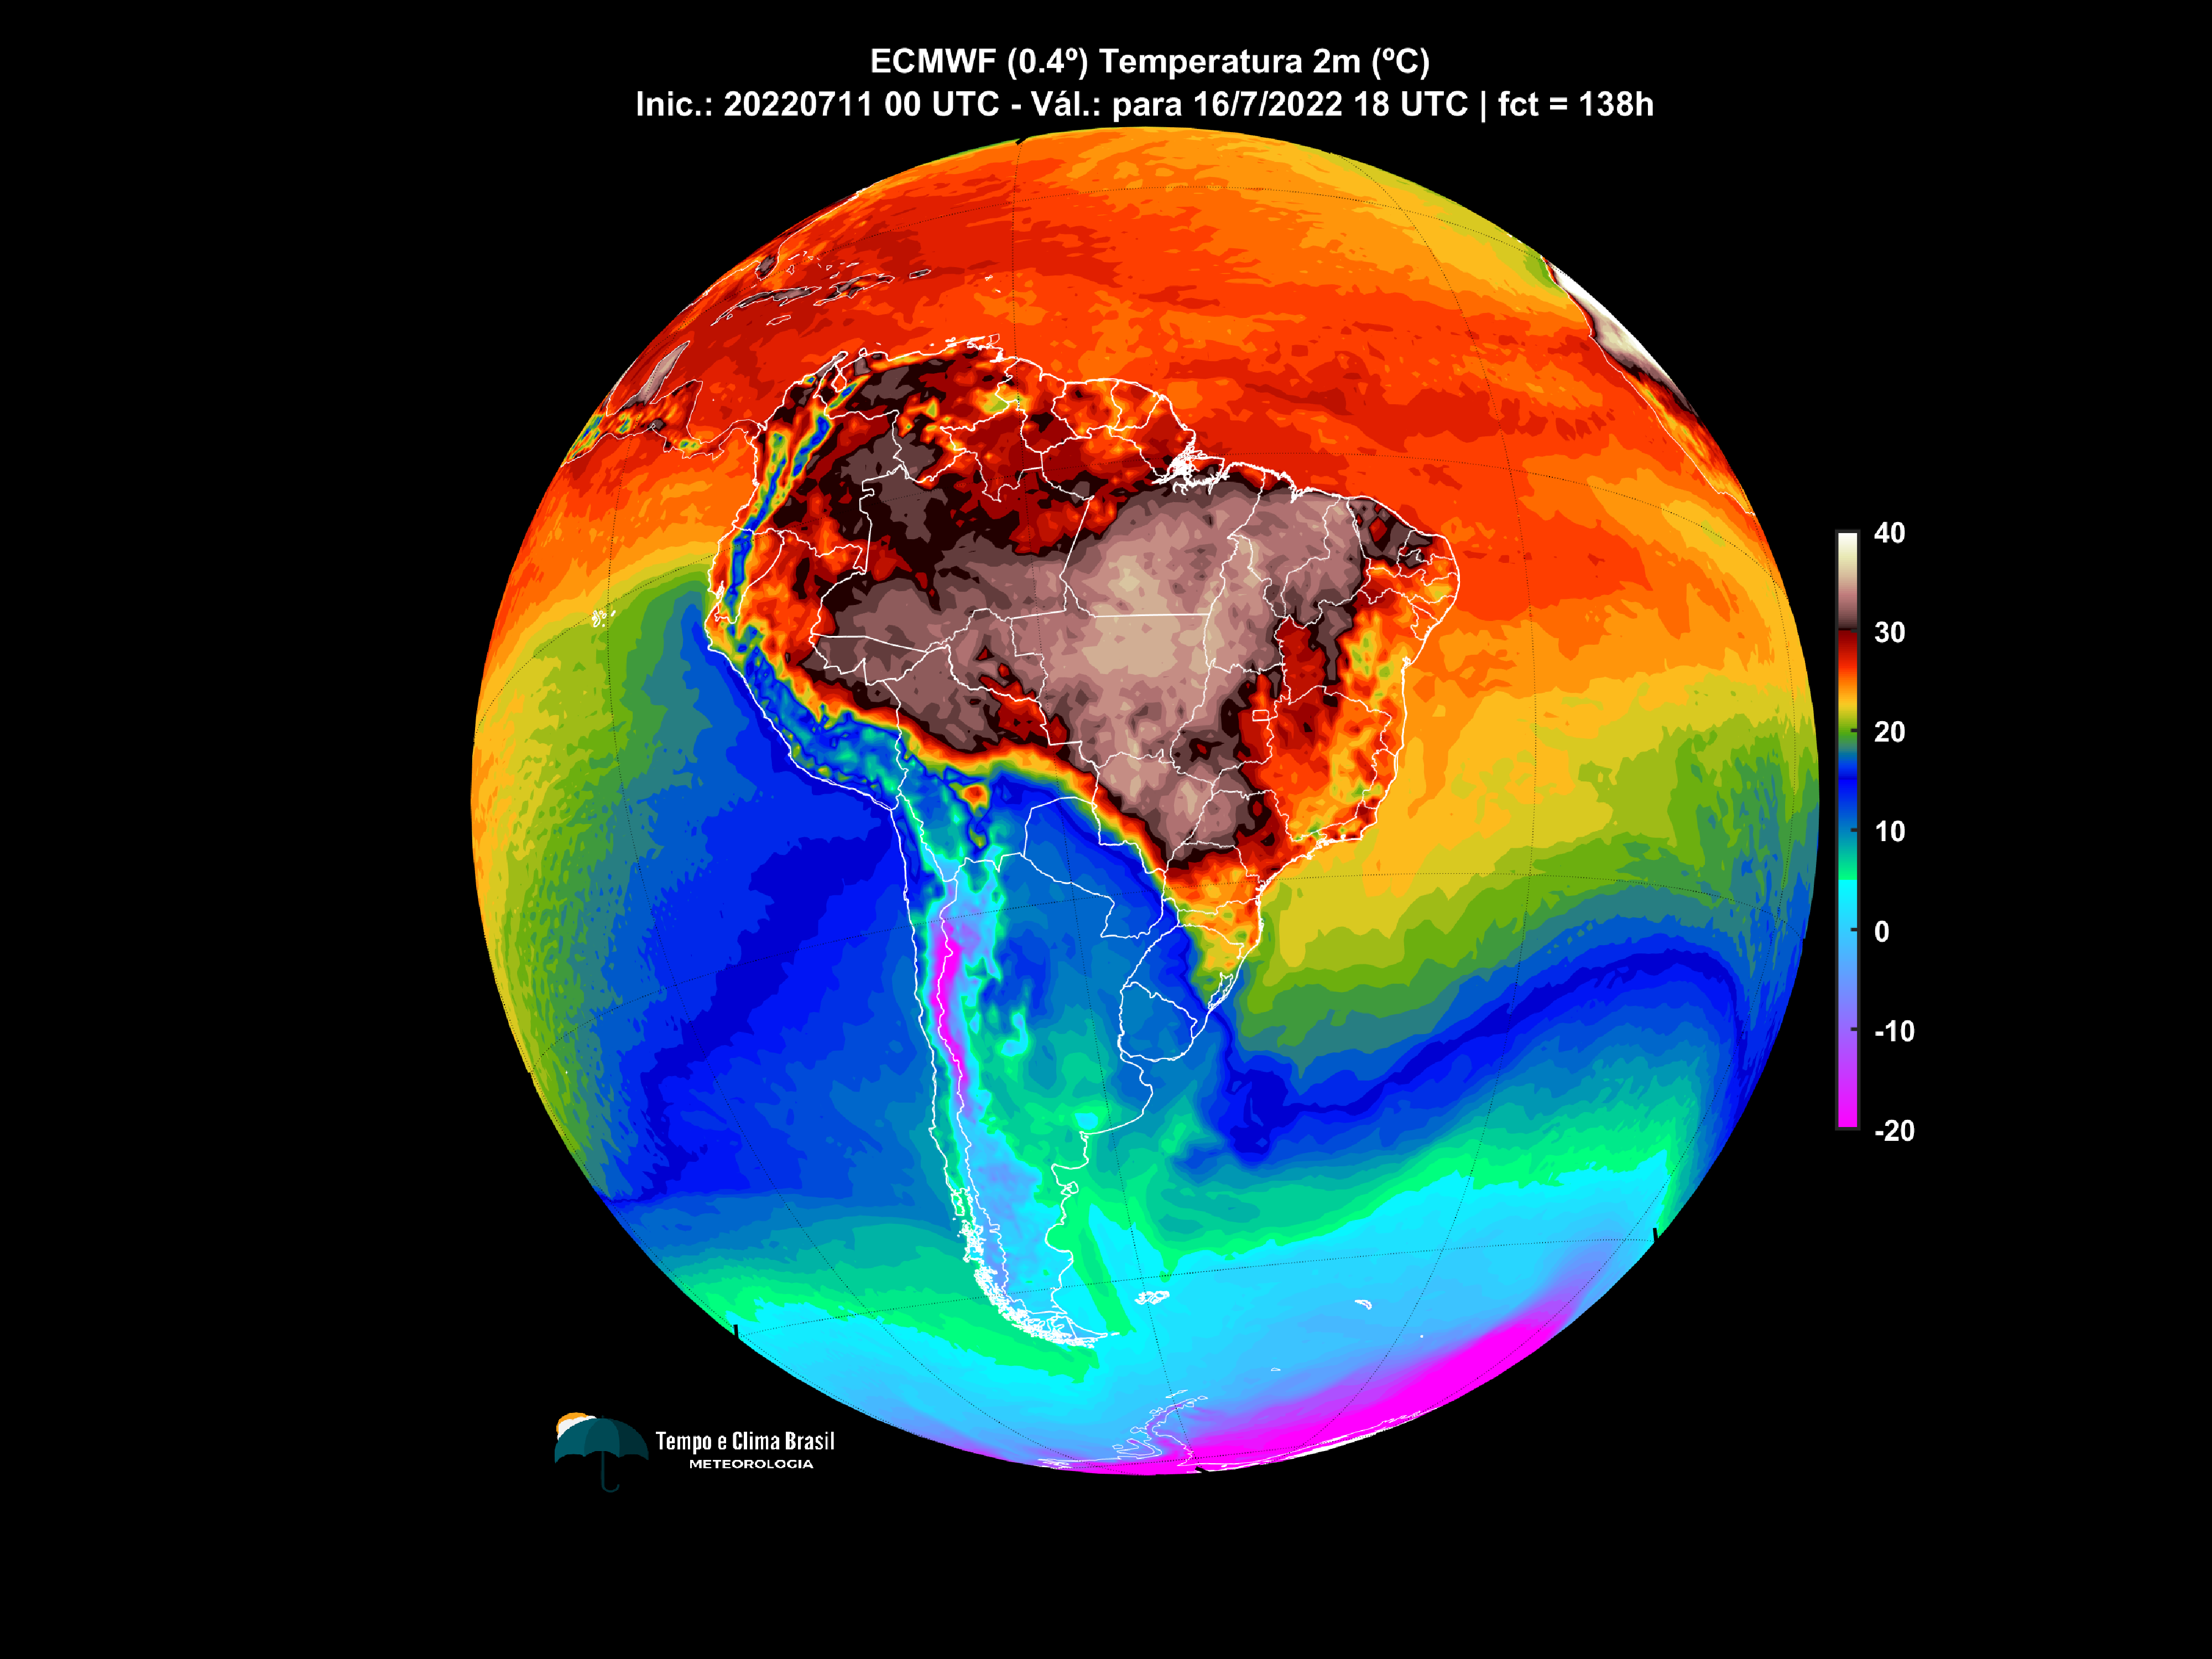 ECMWF (0.4º) Temperatura 2m (ºC)
Inic.: 20220711 00 UTC - Vál.: para 16/7/2022 18 UTC | fct = 138h
40
30
20
10
0
-10
-20
Tempo e Clima Brasil
METEOROLOGIA